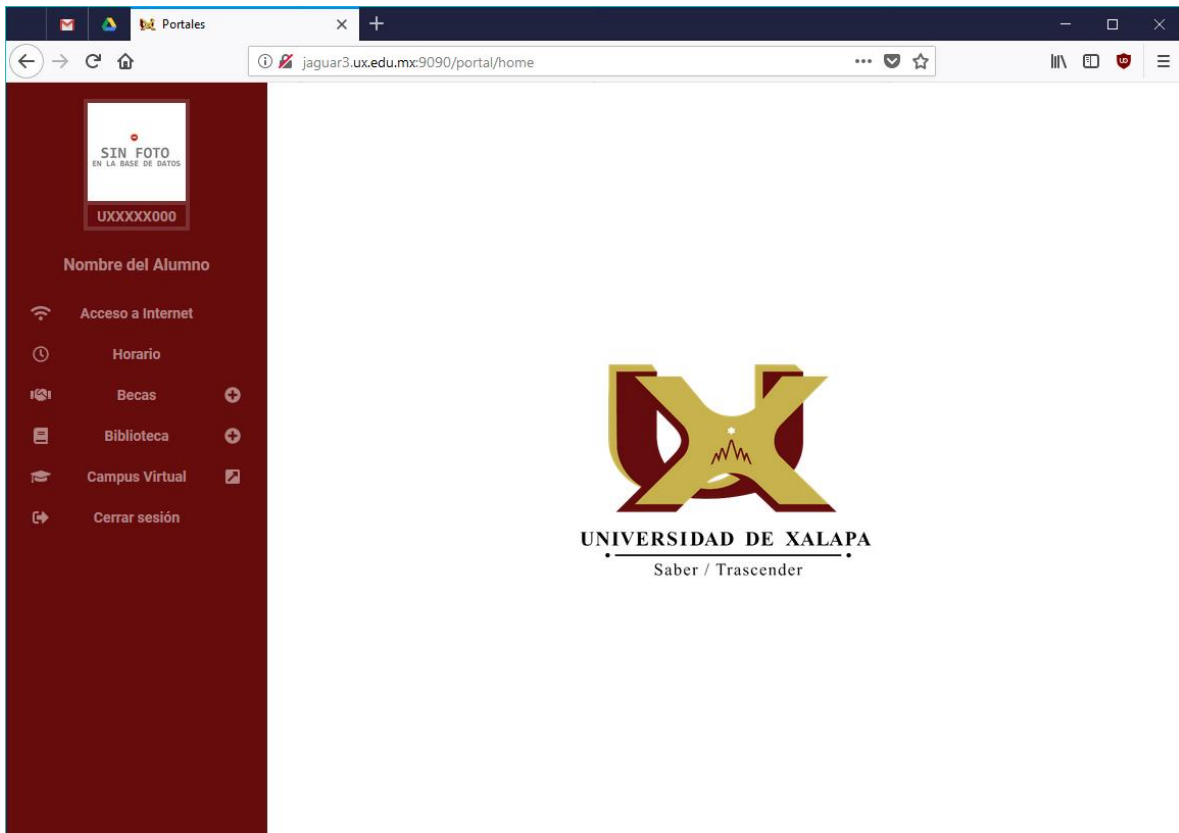 Portales
jaguar3.ux.edu.mx:9090/portal/home
SIN FOTO
EN LA BASE DE DATOS
UXXXXX000
Nombre del Alumno
Acceso a Internet
Horario
Becas
Biblioteca
Campus Virtual
Cerrar sesión
UNIVERSIDAD DE XALAPA
Saber / Trascender